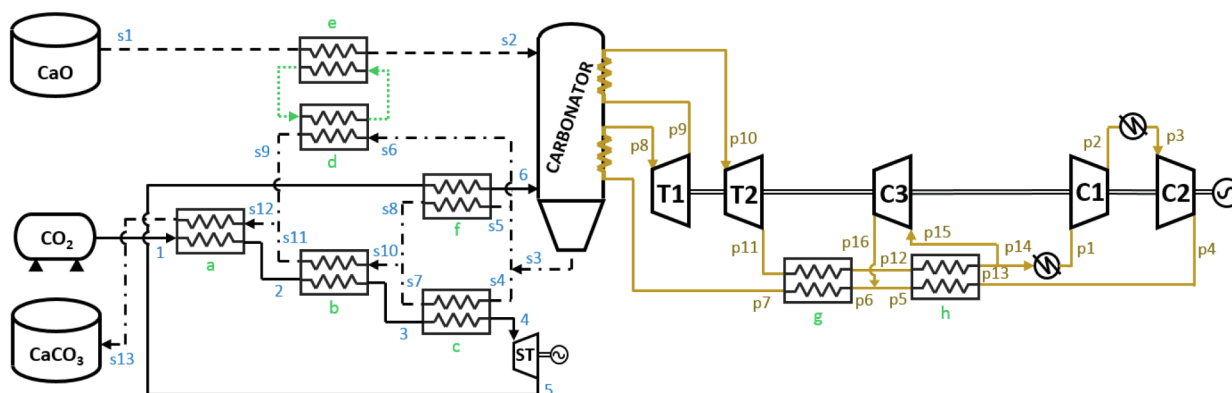 s1
e
s2
CaO
CARBONATOR
s9
s6
d
p8
p9
p10
p2
p3
T1
T2
C3
C1
C2
6
s8
s5
f
s12
CO₂
1
a
s11
s10
2
b
s7
s4
s3
3
4
c
ST
5
CaCO₃
s13
p11
p16
p15
p14
p1
p4
p12
p13
p7
p6
p5
g
h